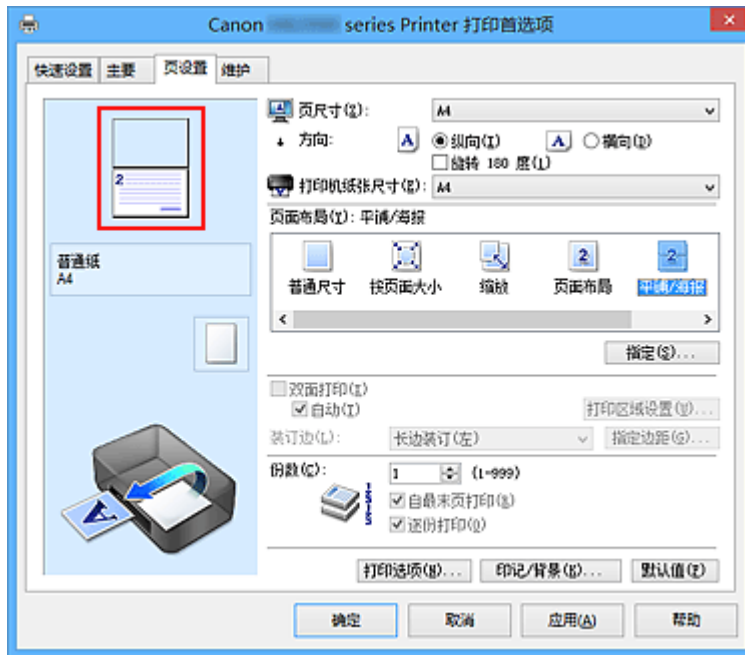 Canon series Printer 打印首选项
快速设置 主要 页设置 维护
页尺寸(Z): A4
方向: A 纵向(I) A 横向(D)
旋转 180 度(L)
打印机纸张尺寸(E): A4
页面布局(Y): 平铺/海报
2
普通纸
A4
2 2
普通尺寸 按页面大小 缩放 页面布局 平铺/海报
指定(S)...
双面打印(X)
自动(T)
打印区域设置(U)...
装订边(L): 长边装订(左) 指定边距(G)...
份数(C): 1 (1-999)
自最末页打印(R)
逐份打印(O)
A
打印选项(N)... 印记/背景(K)... 默认值(F)
确定 取消 应用(A) 帮助